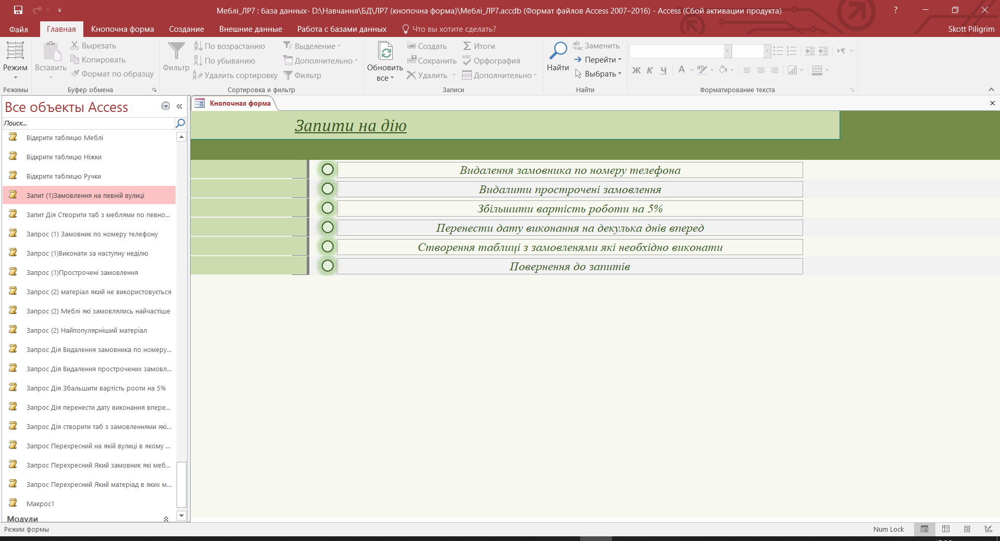 Меблі_ЛР7 : база данных- D:\Навчання\БД\ЛР7 (кнопочна форма)\Меблі_ЛР7.accdb (Формат файлов Access 2007–2016) - Access (Сбой активации продукта)
?
Файл
Главная
Кнопочна форма
Создание
Внешние данные
Работа с базами данных
Что вы хотите сделать?
Skott Piligrim
Режим
Режимы
Вставить
Вырезать
Копировать
Формат по образцу
Буфер обмена
Фильтр
По возрастанию
По убыванию
Удалить сортировку
Выделение
Дополнительно
Фильтр
Сортировка и фильтр
Обновить
все
Создать
Сохранить
Удалить
Итоги
Орфография
Дополнительно
Записи
Найти
Заменить
Перейти
Выбрать
Найти
Ж К Ч
А
Форматирование текста
Все объекты Access
Поиск...
Відкрити таблицю Меблі
Відкрити таблицю Ніжки
Відкрити таблицю Ручки
Запит (1)Замовлення на певній вулиці
Запит Дія Створити таб з меблями по певно...
Запрос (1) Замовник по номеру телефону
Запрос (1)Виконати за наступну неділю
Запрос (1)Прострочені замовлення
Запрос (2) матеріал який не використовується
Запрос (2) Меблі які замовлялись найчастіше
Запрос (2) Найпопулярніший матеріал
Запрос Дія Видалення замовника по номеру...
Запрос Дія Видалення прострочених замовл...
Запрос Дія Збальшити вартість рооти на 5%
Запрос Дія перенести дату виконання впере...
Запрос Дія створити таб з замовленнями які...
Запрос Перехресний на якій вулиці в якому ...
Запрос Перехресний Який замовник які меб...
Запрос Перехресний Який матеріад в яких м...
Макрос1
Модули
Кнопочная форма
Запити на дію
Видалення замовника по номеру телефона
Видалити прострочені замовлення
Збільшити вартість роботи на 5%
Перенести дату виконання на декулька днів вперед
Створення таблиці з замовленями які необхідно виконати
Повернення до запитів
Режим формы
Num Lock